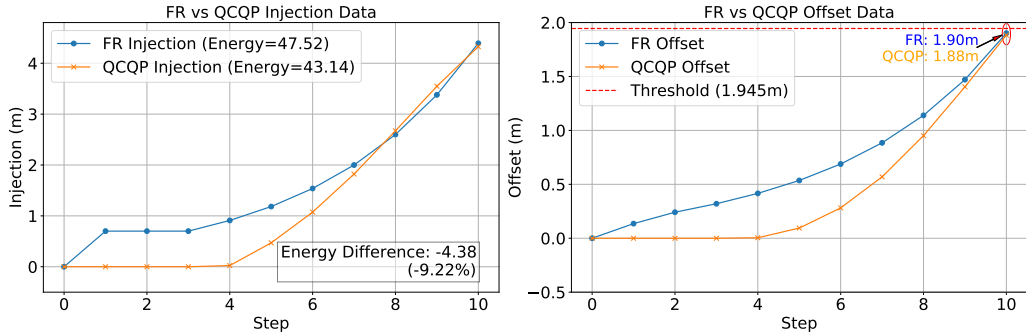 FR vs QCQP Injection Data
FR Injection (Energy=47.52)
QCQP Injection (Energy=43.14)
Injection (m)
4
3
2
1
0
Energy Difference: -4.38
(-9.22%)
0 2 4 6 8 10
Step
FR vs QCQP Offset Data
FR Offset
QCQP Offset
Threshold (1.945m)
FR: 1.90m
QCQP: 1.88m
Offset (m)
2.0
1.5
1.0
0.5
0.0
−0.5
0 2 4 6 8 10
Step